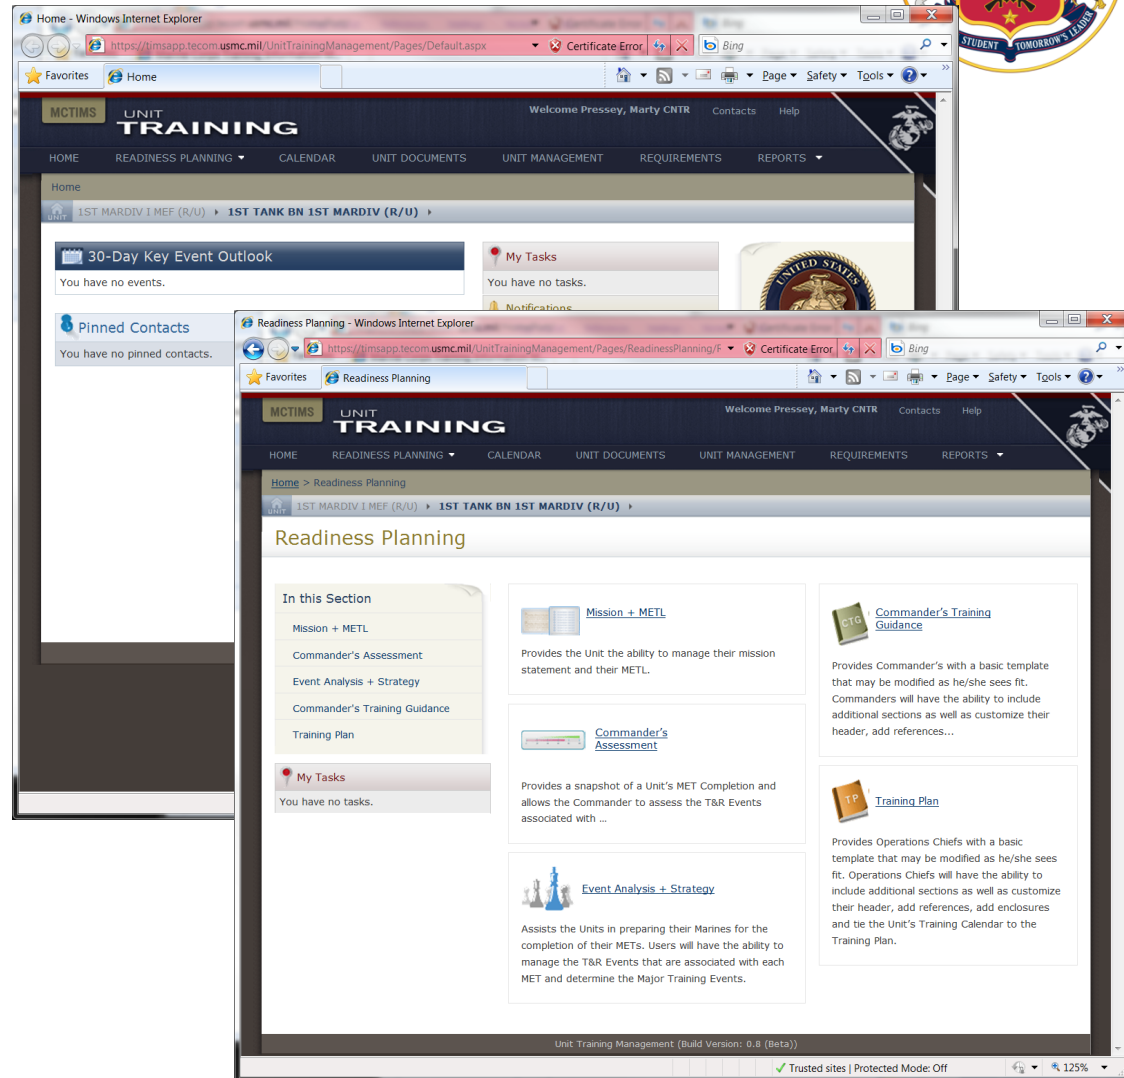 STUDENT TOMORROW'S LEADER
Home - Windows Internet Explorer
https://timsapp.tecom.usmc.mil/UnitTrainingManagement/Pages/Default.aspx
Certificate Error
Bing
Favorites
Home
Page
Safety
Tools
MCTIMS
UNIT
TRAINING
Welcome Pressey, Marty CNTR
Contacts
Help
HOME
READINESS PLANNING
CALENDAR
UNIT DOCUMENTS
UNIT MANAGEMENT
REQUIREMENTS
REPORTS
Home
UNIT
1ST MARDIV I MEF (R/U)
1ST TANK BN 1ST MARDIV (R/U)
30-Day Key Event Outlook
You have no events.
My Tasks
You have no tasks.
Notifications
UNITED STATES
Pinned Contacts
You have no pinned contacts.
Readiness Planning - Windows Internet Explorer
https://timsapp.tecom.usmc.mil/UnitTrainingManagement/Pages/ReadinessPlanning/F
Certificate Error
Bing
Favorites
Readiness Planning
Page
Safety
Tools
MCTIMS
UNIT
TRAINING
Welcome Pressey, Marty CNTR
Contacts
Help
HOME
READINESS PLANNING
CALENDAR
UNIT DOCUMENTS
UNIT MANAGEMENT
REQUIREMENTS
REPORTS
Home > Readiness Planning
UNIT
1ST MARDIV I MEF (R/U)
1ST TANK BN 1ST MARDIV (R/U)
Readiness Planning
In this Section
Mission + METL
Commander's Assessment
Event Analysis + Strategy
Commander's Training Guidance
Training Plan
My Tasks
You have no tasks.
Mission + METL
Provides the Unit the ability to manage their mission
statement and their METL.
Commander's
Assessment
Provides a snapshot of a Unit's MET Completion and
allows the Commander to assess the T&R Events
associated with ...
Event Analysis + Strategy
Assists the Units in preparing their Marines for the
completion of their METs. Users will have the ability to
manage the T&R Events that are associated with each
MET and determine the Major Training Events.
CTG
Commander's Training
Guidance
Provides Commander's with a basic template
that may be modified as he/she sees fit.
Commanders will have the ability to include
additional sections as well as customize their
header, add references...
TP
Training Plan
Provides Operations Chiefs with a basic
template that may be modified as he/she sees
fit. Operations Chiefs will have the ability to
include additional sections as well as customize
their header, add references, add enclosures
and tie the Unit's Training Calendar to the
Training Plan.
Unit Training Management (Build Version: 0.8 (Beta))
Trusted sites | Protected Mode: Off
125%